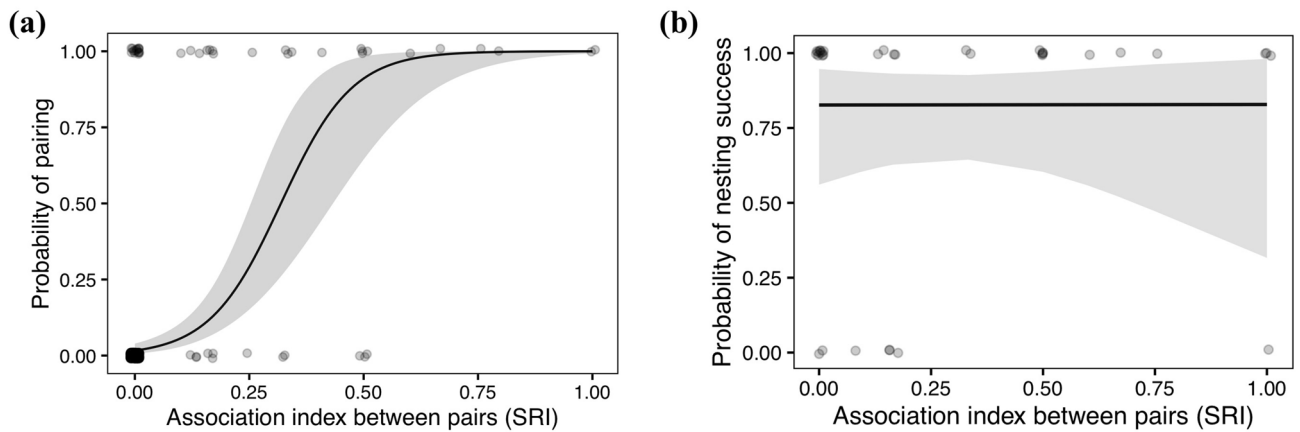 (a)
Probability of pairing
1.00
0.75
0.50
0.25
0.00
0.00 0.25 0.50 0.75 1.00
Association index between pairs (SRI)
(b)
Probability of nesting success
1.00
0.75
0.50
0.25
0.00
0.00 0.25 0.50 0.75 1.00
Association index between pairs (SRI)